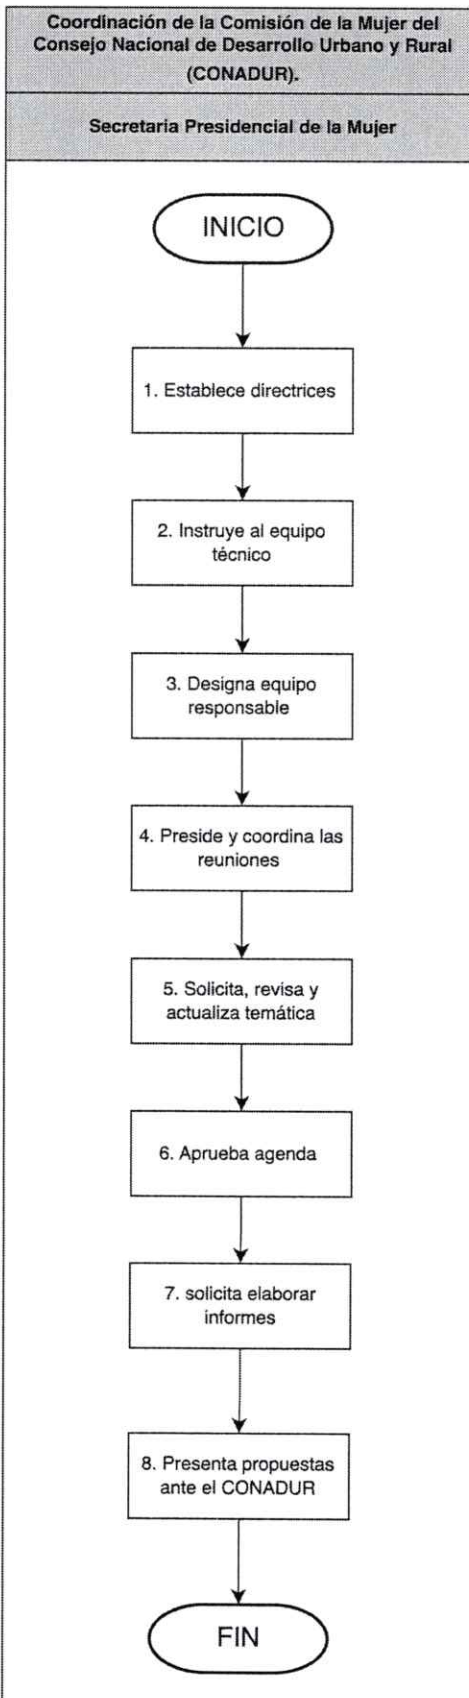 Coordinación de la Comisión de la Mujer del
Consejo Nacional de Desarrollo Urbano y Rural
(CONADUR).
Secretaria Presidencial de la Mujer
INICIO
1. Establece directrices
2. Instruye al equipo
técnico
3. Designa equipo
responsable
4. Preside y coordina las
reuniones
5. Solicita, revisa y
actualiza temática
6. Aprueba agenda
7. solicita elaborar
informes
8. Presenta propuestas
ante el CONADUR
FIN